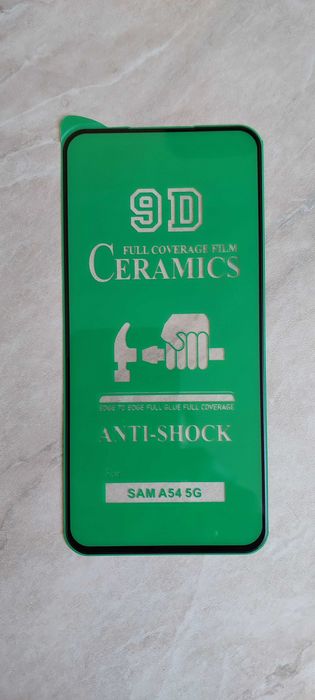 9D
FULL COVERAGE FILM
CERAMICS
EDGE TO EDGE FULL GLUE FULL COVERAGE
ANTI-SHOCK
For:
SAM A54 5G